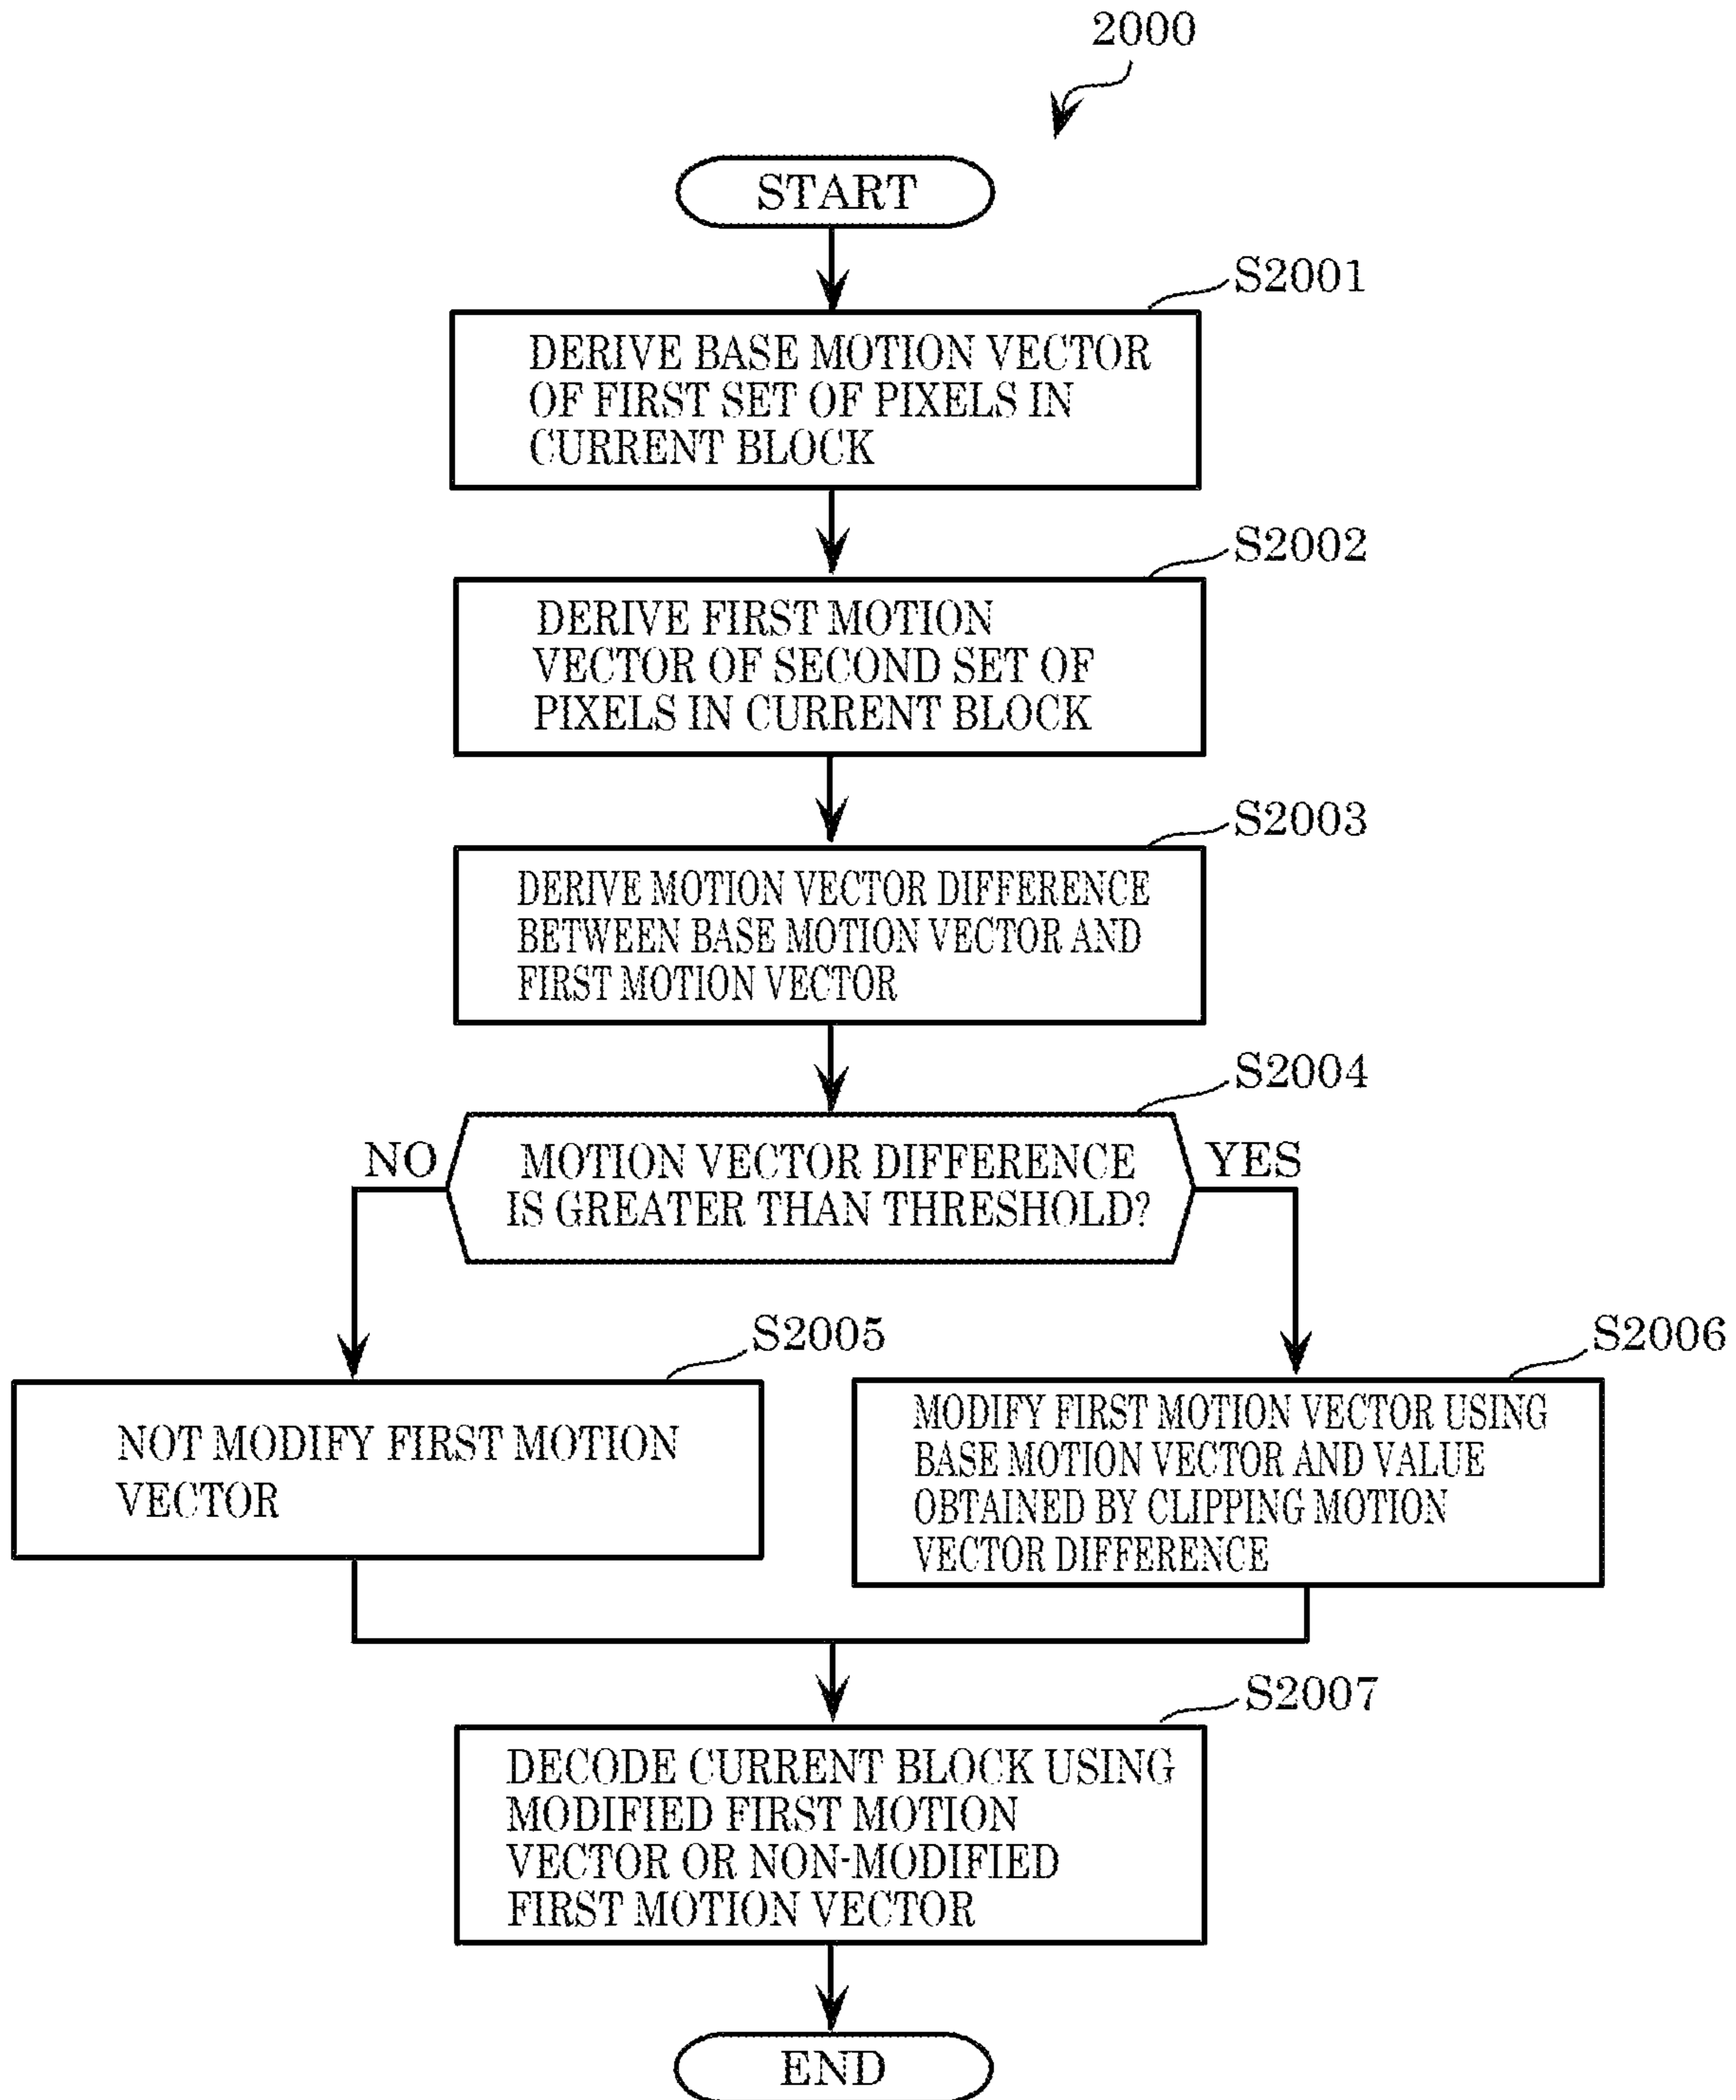 2000
START
S2001
DERIVE BASE MOTION VECTOR
OF FIRST SET OF PIXELS IN
CURRENT BLOCK
S2002
DERIVE FIRST MOTION
VECTOR OF SECOND SET OF
PIXELS IN CURRENT BLOCK
S2003
DERIVE MOTION VECTOR DIFFERENCE
BETWEEN BASE MOTION VECTOR AND
FIRST MOTION VECTOR
S2004
NO
MOTION VECTOR DIFFERENCE
IS GREATER THAN THRESHOLD?
YES
S2005
NOT MODIFY FIRST MOTION
VECTOR
S2006
MODIFY FIRST MOTION VECTOR USING
BASE MOTION VECTOR AND VALUE
OBTAINED BY CLIPPING MOTION
VECTOR DIFFERENCE
S2007
DECODE CURRENT BLOCK USING
MODIFIED FIRST MOTION
VECTOR OR NON-MODIFIED
FIRST MOTION VECTOR
END